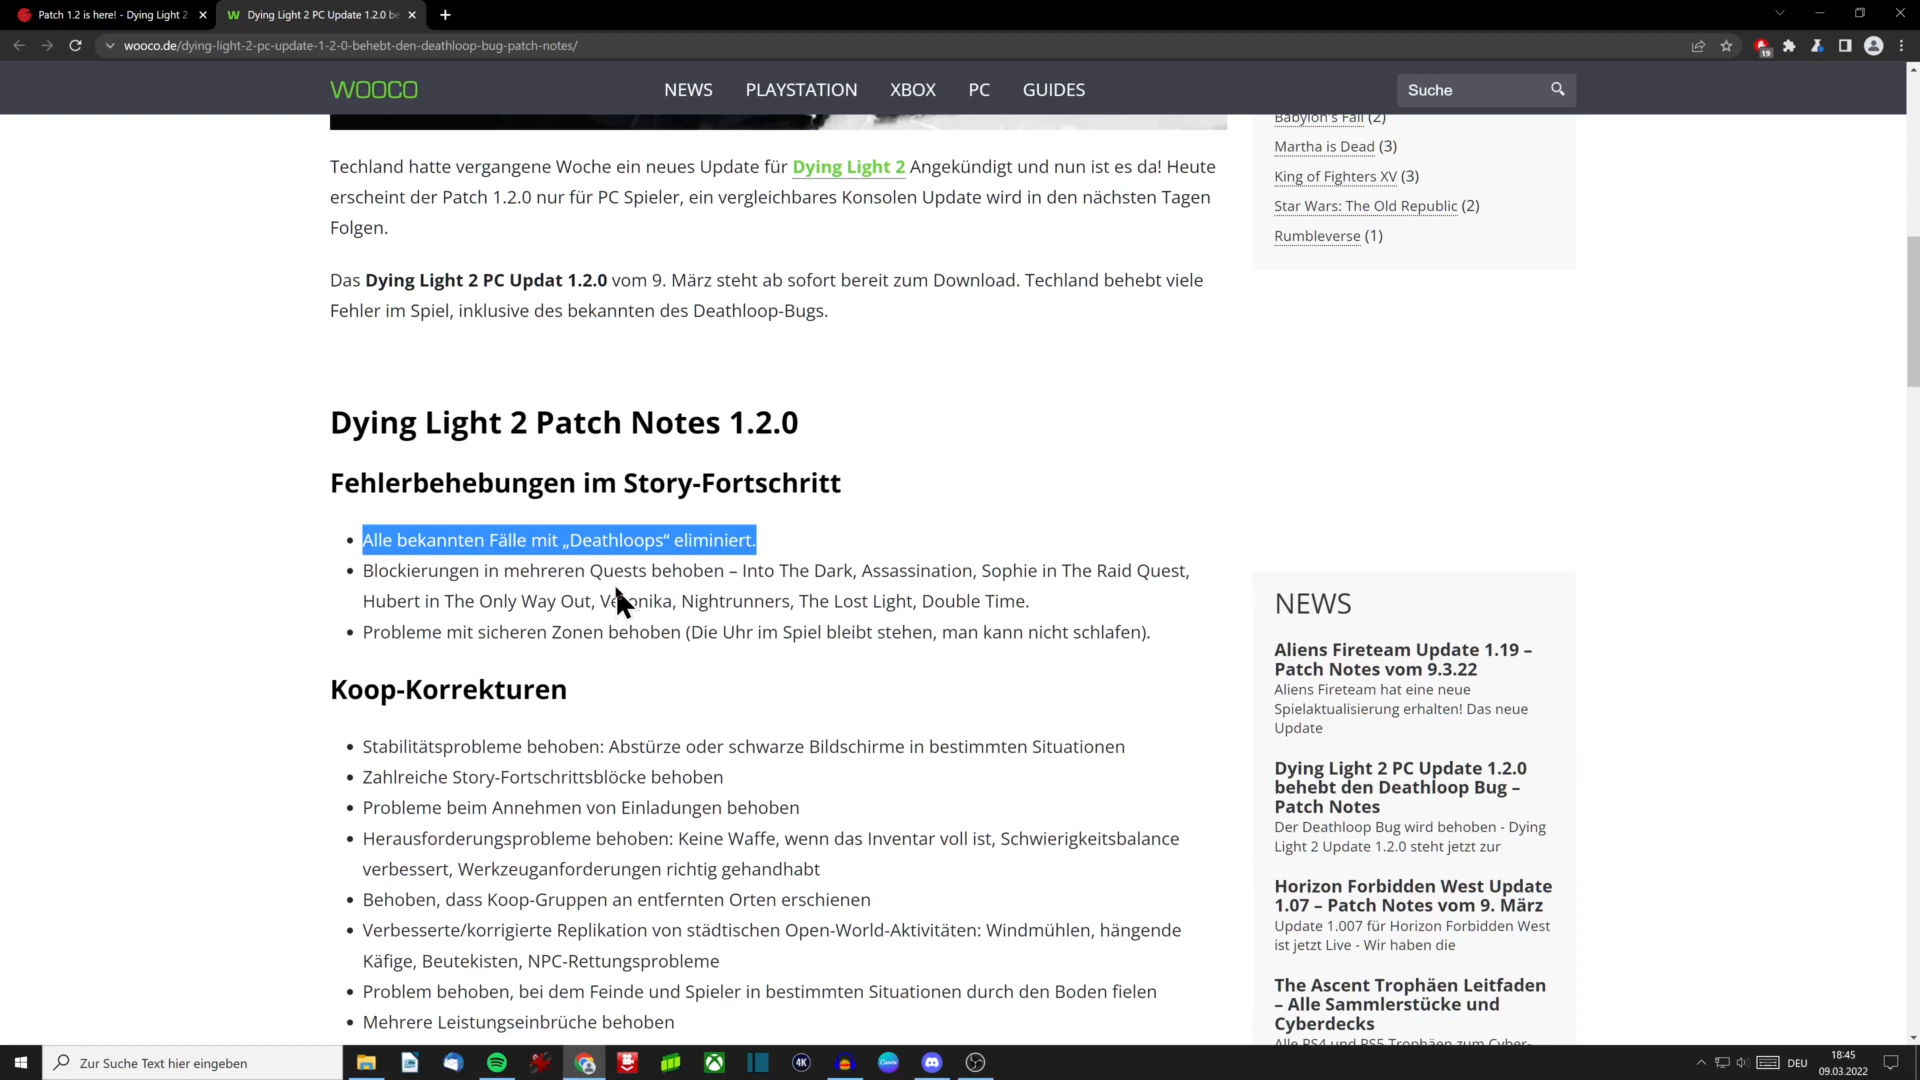 Patch 1.2 is here! - Dying Light 2
Dying Light 2 PC Update 1.2.0 be
wooco.de/dying-light-2-pc-update-1-2-0-behebt-den-deathloop-bug-patch-notes/
19
WOOCO
NEWS
PLAYSTATION
XBOX
PC
GUIDES
Suche
Techland hatte vergangene Woche ein neues Update für Dying Light 2 Angekündigt und nun ist es da! Heute
erscheint der Patch 1.2.0 nur für PC Spieler, ein vergleichbares Konsolen Update wird in den nächsten Tagen
Folgen.
Das Dying Light 2 PC Updat 1.2.0 vom 9. März steht ab sofort bereit zum Download. Techland behebt viele
Fehler im Spiel, inklusive des bekannten des Deathloop-Bugs.
Dying Light 2 Patch Notes 1.2.0
Fehlerbehebungen im Story-Fortschritt
• Alle bekannten Fälle mit „Deathloops“ eliminiert.
• Blockierungen in mehreren Quests behoben – Into The Dark, Assassination, Sophie in The Raid Quest,
Hubert in The Only Way Out, Veronika, Nightrunners, The Lost Light, Double Time.
• Probleme mit sicheren Zonen behoben (Die Uhr im Spiel bleibt stehen, man kann nicht schlafen).
Koop-Korrekturen
• Stabilitätsprobleme behoben: Abstürze oder schwarze Bildschirme in bestimmten Situationen
• Zahlreiche Story-Fortschrittsblöcke behoben
• Probleme beim Annehmen von Einladungen behoben
• Herausforderungsprobleme behoben: Keine Waffe, wenn das Inventar voll ist, Schwierigkeitsbalance
verbessert, Werkzeuganforderungen richtig gehandhabt
• Behoben, dass Koop-Gruppen an entfernten Orten erschienen
• Verbesserte/korrigierte Replikation von städtischen Open-World-Aktivitäten: Windmühlen, hängende
Käfige, Beutekisten, NPC-Rettungsprobleme
• Problem behoben, bei dem Feinde und Spieler in bestimmten Situationen durch den Boden fielen
• Mehrere Leistungseinbrüche behoben
Babylon's Fall (2)
Martha is Dead (3)
King of Fighters XV (3)
Star Wars: The Old Republic (2)
Rumbleverse (1)
NEWS
Aliens Fireteam Update 1.19 –
Patch Notes vom 9.3.22
Aliens Fireteam hat eine neue
Spielaktualisierung erhalten! Das neue
Update
Dying Light 2 PC Update 1.2.0
behebt den Deathloop Bug –
Patch Notes
Der Deathloop Bug wird behoben - Dying
Light 2 Update 1.2.0 steht jetzt zur
Horizon Forbidden West Update
1.07 – Patch Notes vom 9. März
Update 1.007 für Horizon Forbidden West
ist jetzt Live - Wir haben die
The Ascent Trophäen Leitfaden
– Alle Sammlerstücke und
Cyberdecks
Alle PS4 und PS5 Trophäen zum Cyber-
Zur Suche Text hier eingeben
4K
DEU
18:45
09.03.2022